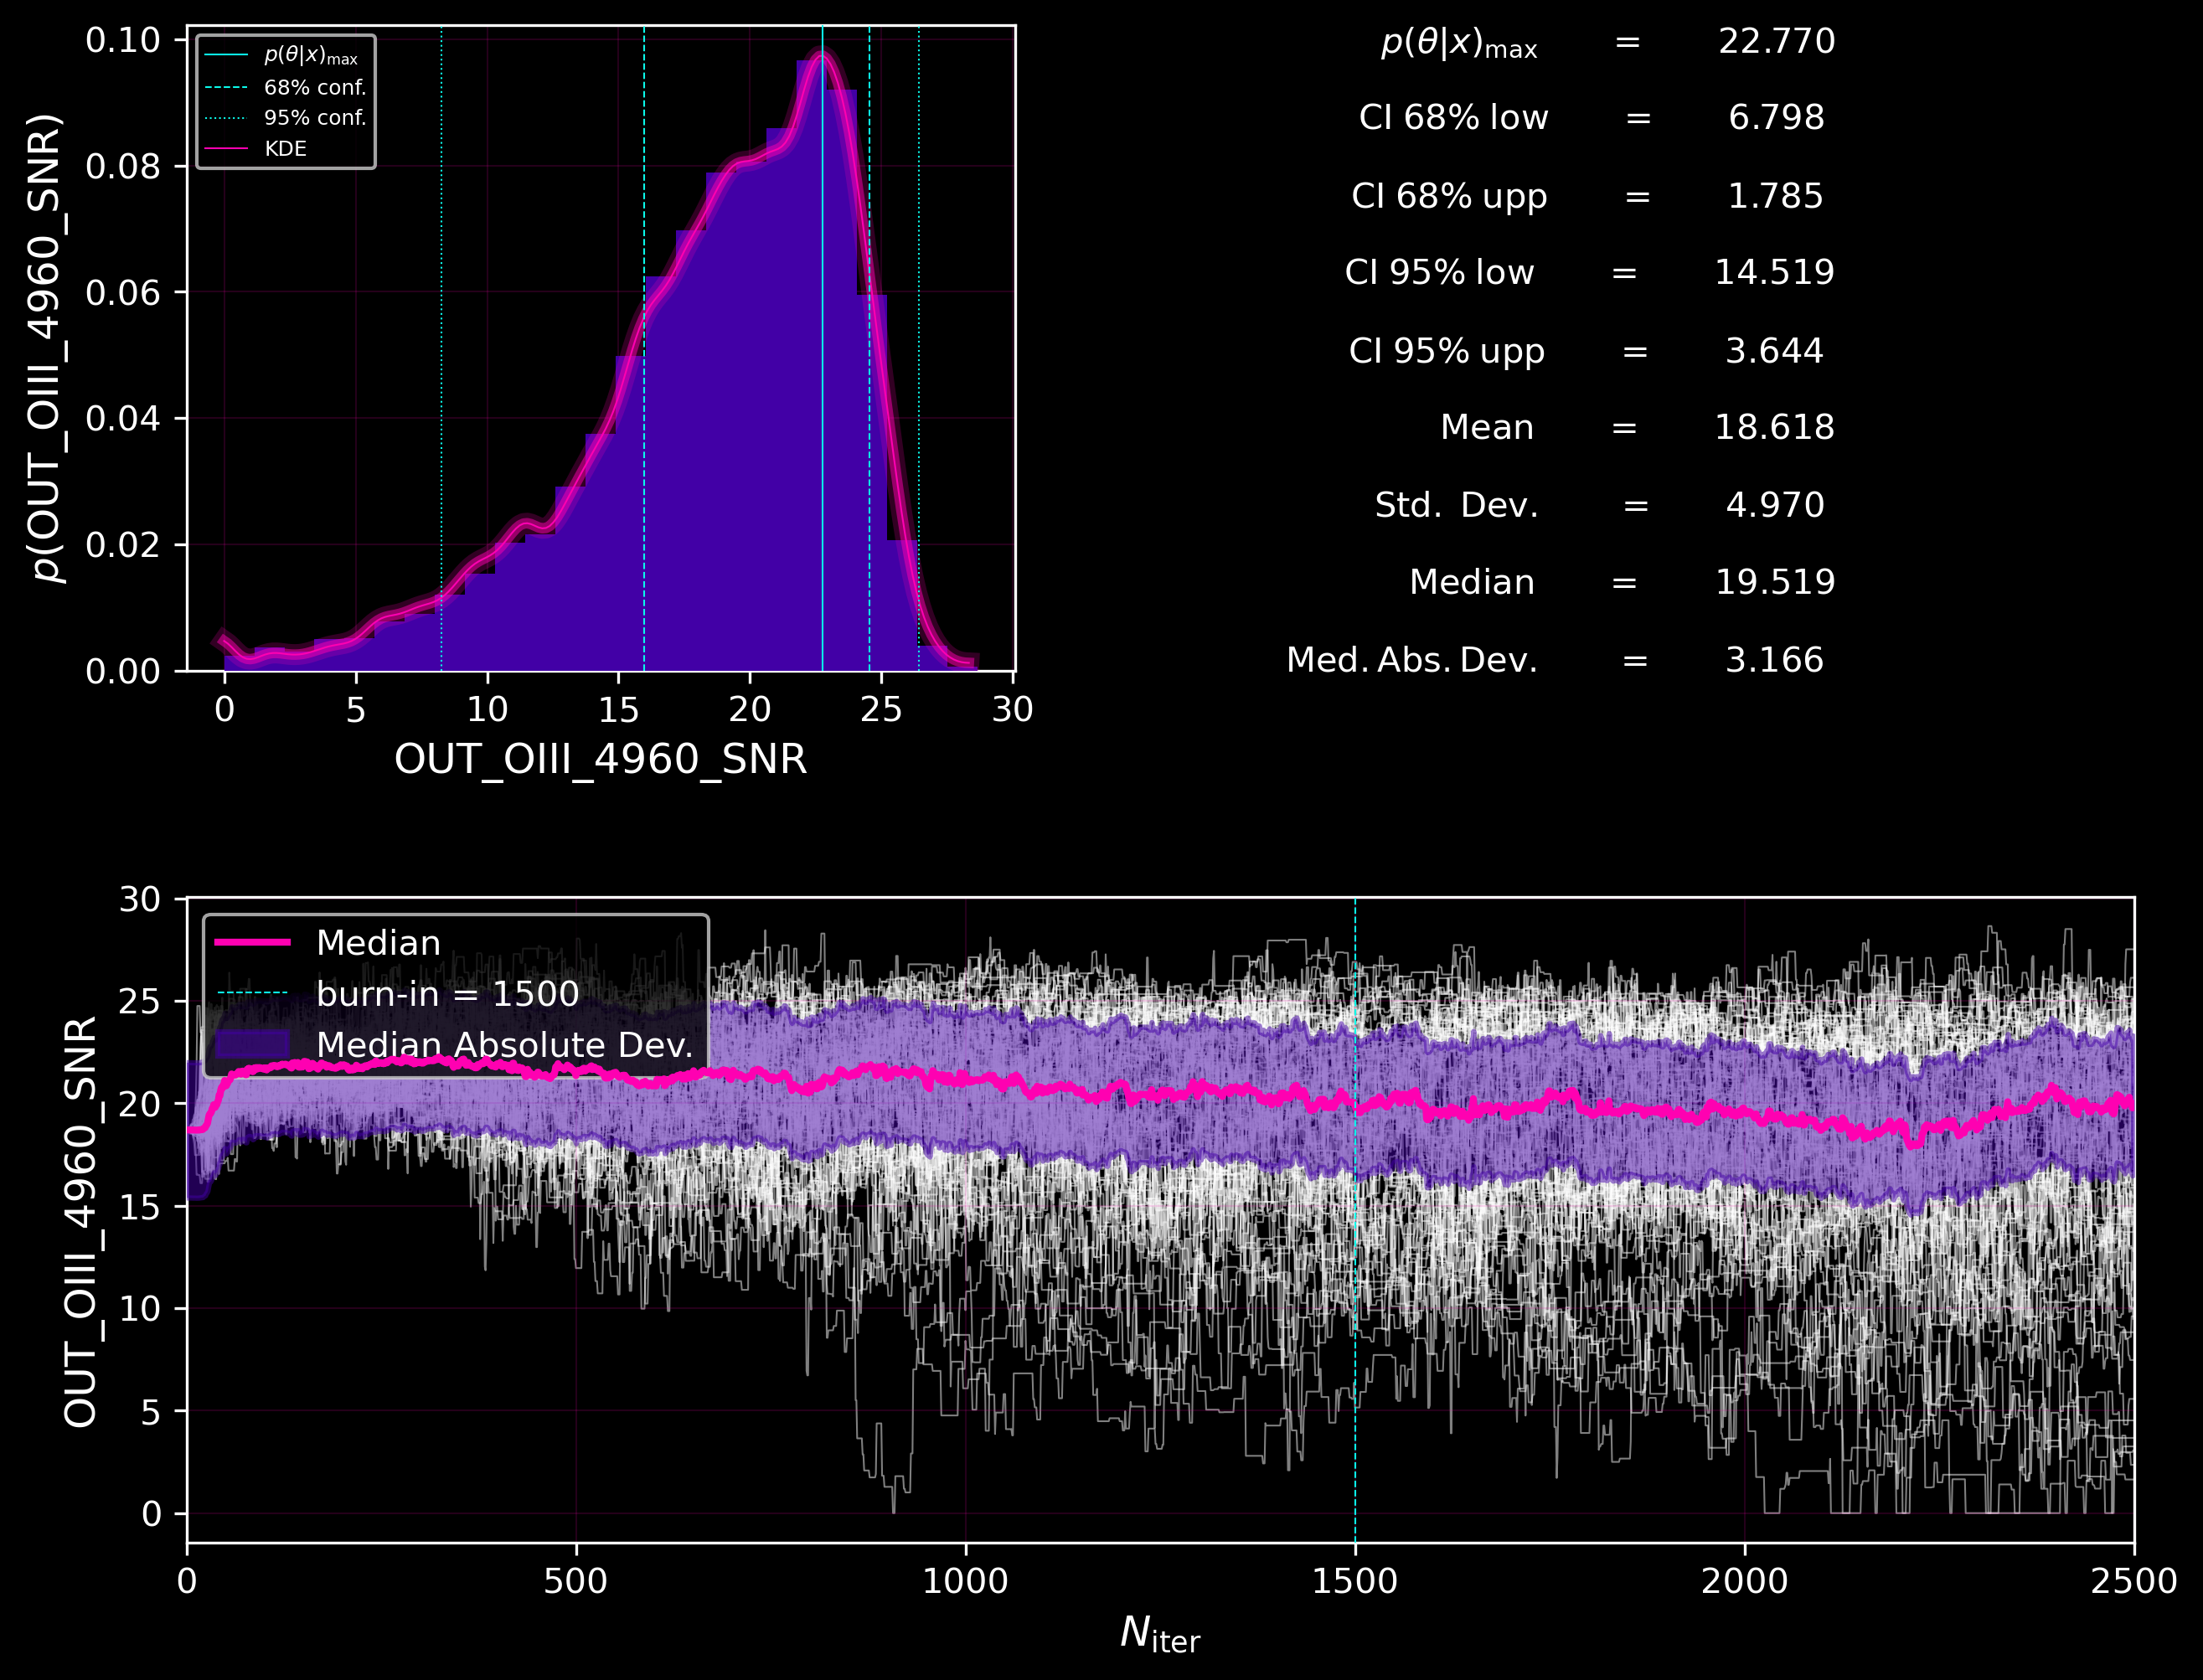 p(OUT_OIII_4960_SNR)
0.10
0.08
0.06
0.04
0.02
0.00
p(θ|x)max
68% conf.
95% conf.
KDE
0 5 10 15 20 25 30
OUT_OIII_4960_SNR
p(θ|x)max = 22.770
CI 68% low = 6.798
CI 68% upp = 1.785
CI 95% low = 14.519
CI 95% upp = 3.644
Mean = 18.618
Std. Dev. = 4.970
Median = 19.519
Med. Abs. Dev. = 3.166
OUT_OIII_4960_SNR
30
25
20
15
10
5
0
Median
burn-in = 1500
Median Absolute Dev.
0 500 1000 1500 2000 2500
Niter